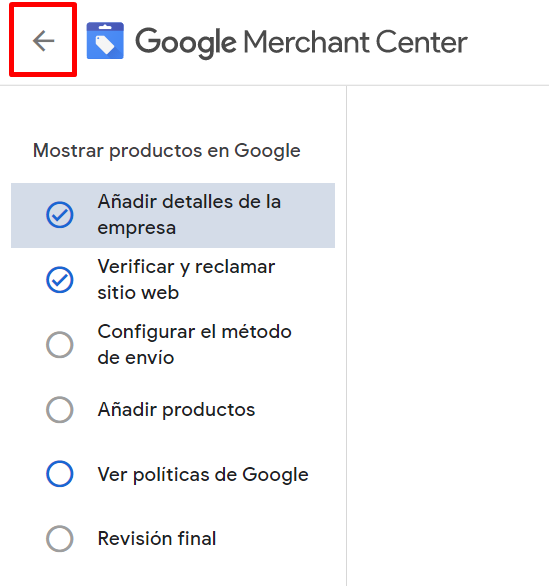 Google Merchant Center
Mostrar productos en Google
Añadir detalles de la
empresa
Verificar y reclamar
sitio web
Configurar el método
de envío
Añadir productos
Ver políticas de Google
Revisión final